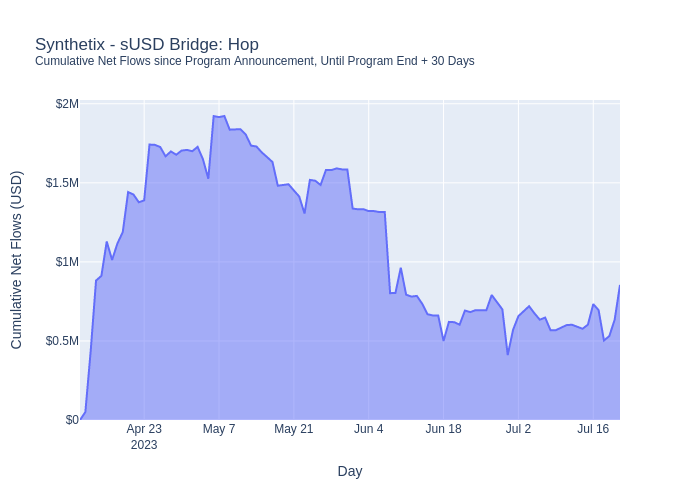 Synthetix - sUSD Bridge: Hop
Cumulative Net Flows since Program Announcement, Until Program End + 30 Days
Cumulative Net Flows (USD)
$2M
$1.5M
$1M
$0.5M
$0
Apr 23
2023
May 7
May 21
Jun 4
Jun 18
Jul 2
Jul 16
Day